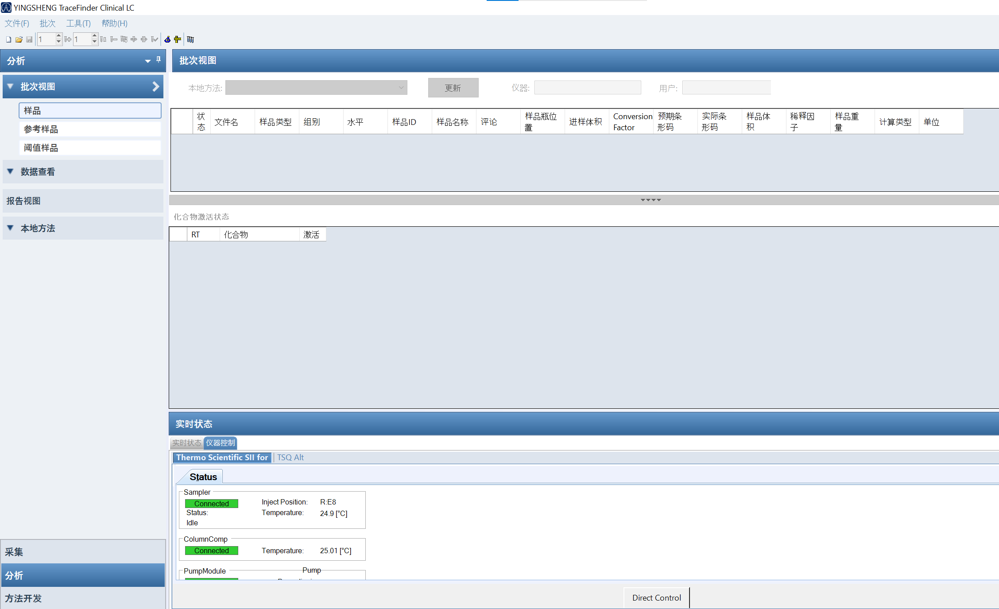 YINGSHENG TraceFinder Clinical LC
文件(F) 批次 工具(T) 帮助(H)
1 1
分析
批次视图
批次视图
样品
参考样品
阈值样品
数据查看
报告视图
本地方法
本地方法: 更新 仪器: 用户:
状态 文件名 样品类型 组别 水平 样品ID 样品名称 评论 样品瓶位置 进样体积 Conversion Factor 预期条形码 实际条形码 样品体积 稀释因子 样品重量 计算类型 单位
化合物激活状态
RT 化合物 激活
实时状态
实时状态 仪器控制
Thermo Scientific SII for TSQ Alt
Status
Sampler
Connected Inject Position: R:E8
Status: Temperature: 24.9 [°C]
Idle
ColumnComp
Connected Temperature: 25.01 [°C]
PumpModule Pump
Direct Control
采集
分析
方法开发